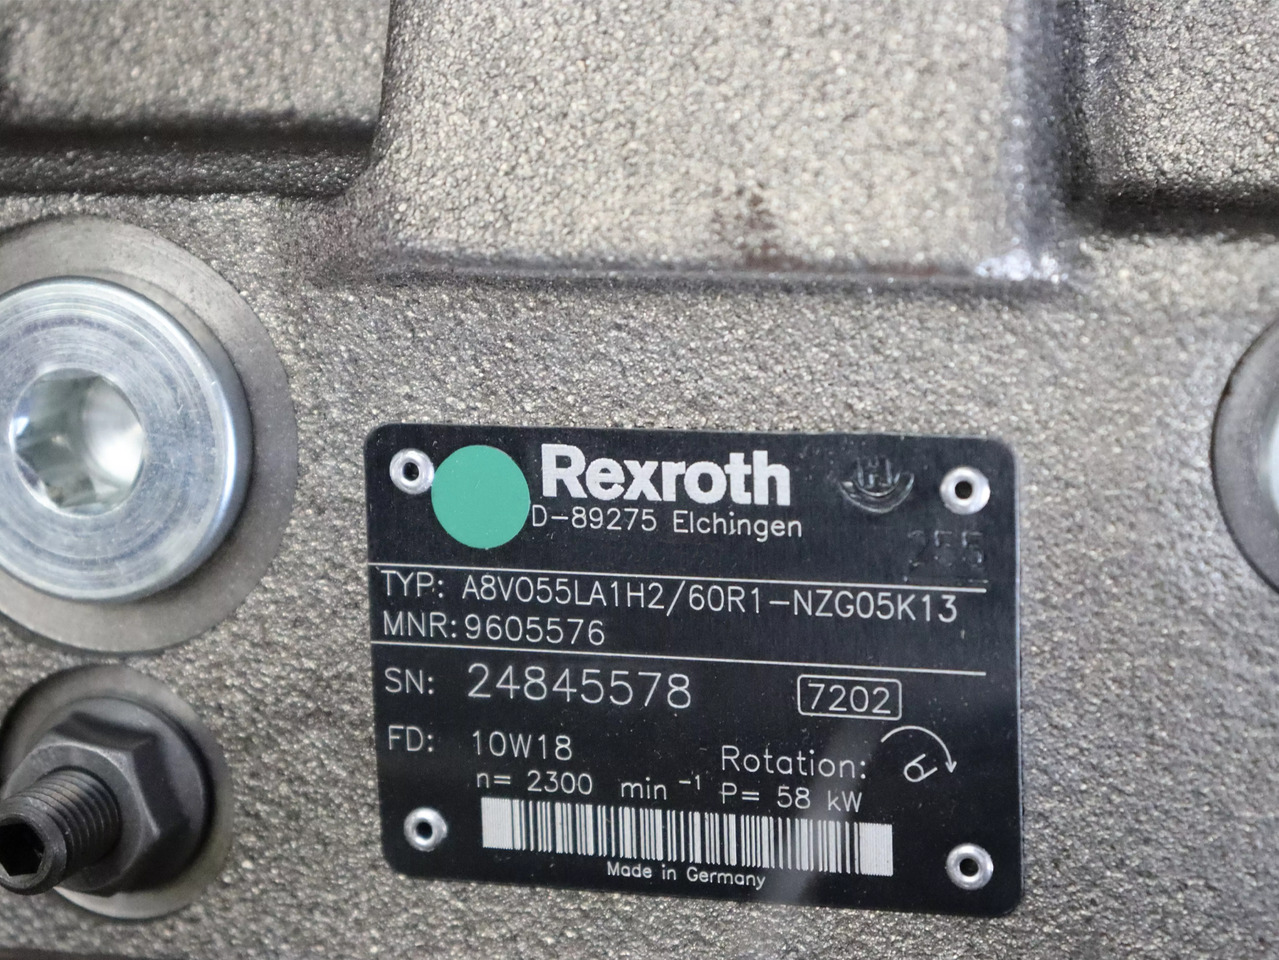 Rexroth
D-89275 Elchingen
255
TYP: A8VO55LA1H2/60R1-NZG05K13
MNR: 9605576
SN: 24845578
7202
FD: 10W18
Rotation:
n= 2300 min⁻¹ P= 58 kW
Made in Germany